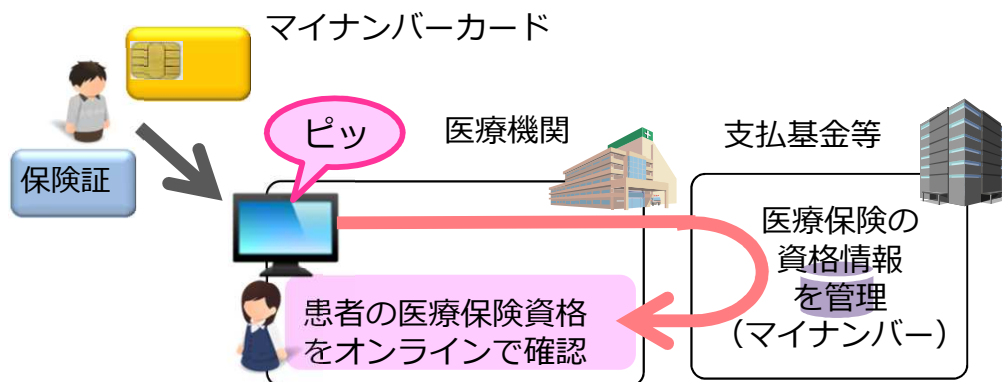 マイナンバーカード
ピッ
医療機関
支払基金等
保険証
医療保険の
資格情報
を管理
（マイナンバー）
患者の医療保険資格
をオンラインで確認